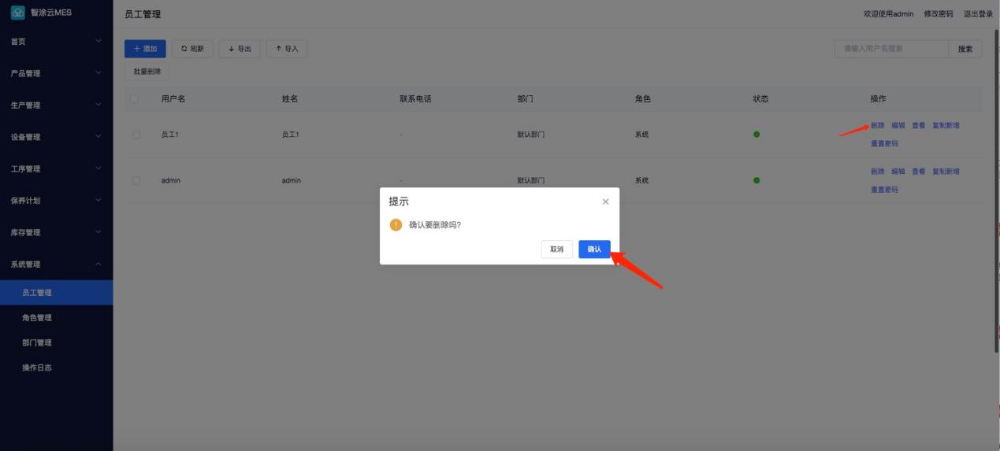 智涂云MES
员工管理
欢迎使用admin 修改密码 退出登录
首页
产品管理
生产管理
设备管理
工序管理
保养计划
库存管理
系统管理
员工管理
角色管理
部门管理
操作日志
+ 添加 刷新 导出 导入
请输入用户名搜索 搜索
批量删除
用户名 姓名 联系电话 部门 角色 状态 操作
员工1 员工1 - 默认部门 系统 删除 编辑 查看 复制新增
重置密码
admin admin - 默认部门 系统 删除 编辑 查看 复制新增
重置密码
提示
确认要删除吗?
取消 确认